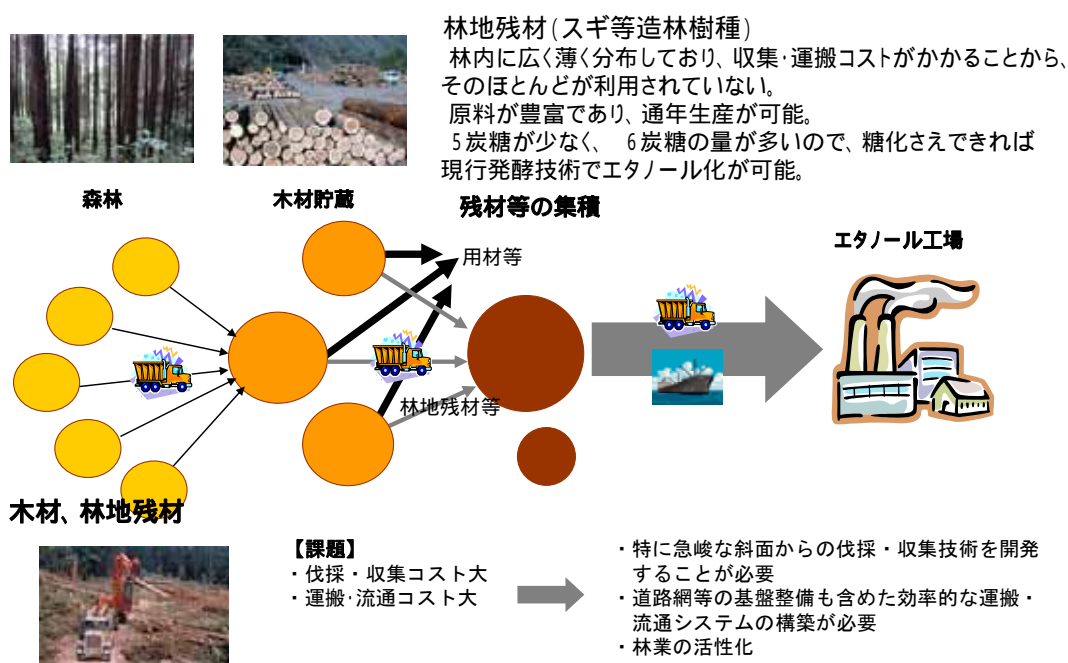 林地残材(スギ等造林樹種)
林内に広く薄く分布しており、収集・運搬コストがかかることから、
そのほとんどが利用されていない。
原料が豊富であり、通年生産が可能。
5炭糖が少なく、 6炭糖の量が多いので、糖化さえできれば
現行発酵技術でエタノール化が可能。
森林
木材貯蔵
残材等の集積
エタノール工場
用材等
林地残材等
木材、林地残材
【課題】
・伐採・収集コスト大
・運搬・流通コスト大
・特に急峻な斜面からの伐採・収集技術を開発
することが必要
・道路網等の基盤整備も含めた効率的な運搬・
流通システムの構築が必要
・林業の活性化